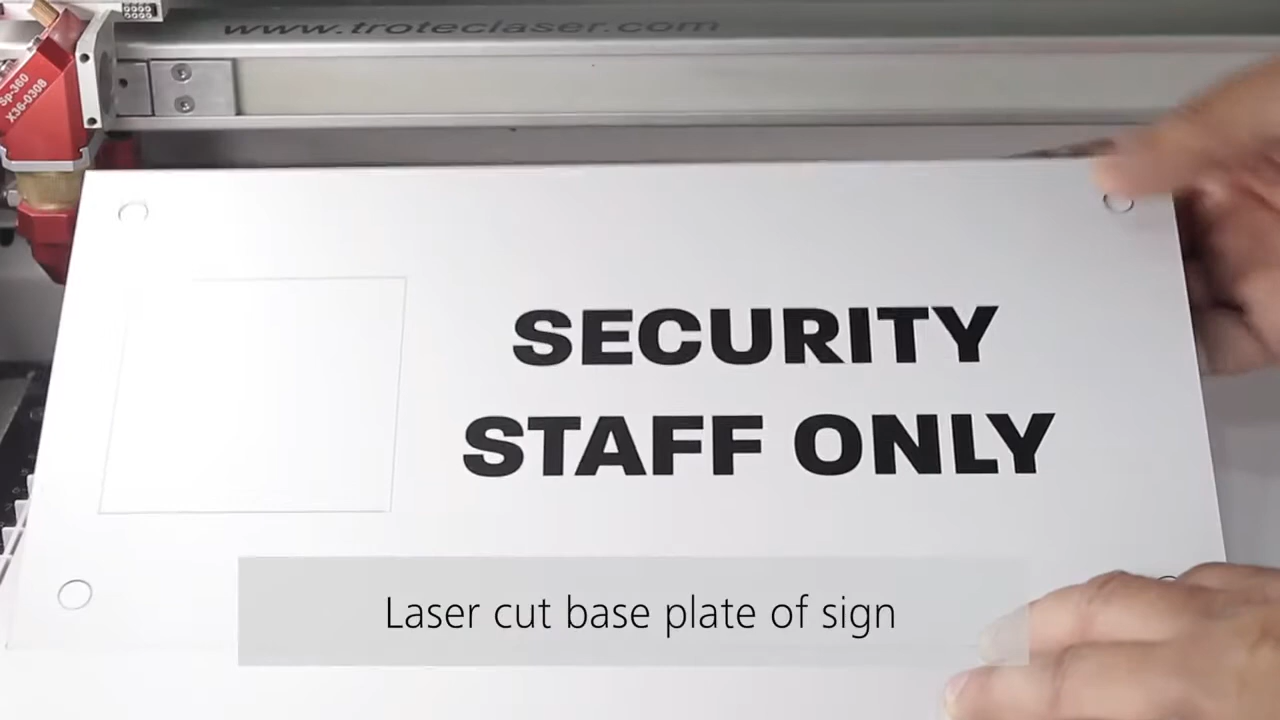 www.troteclaser.com
Sp-360
X36-0308
SECURITY
STAFF ONLY
Laser cut base plate of sign